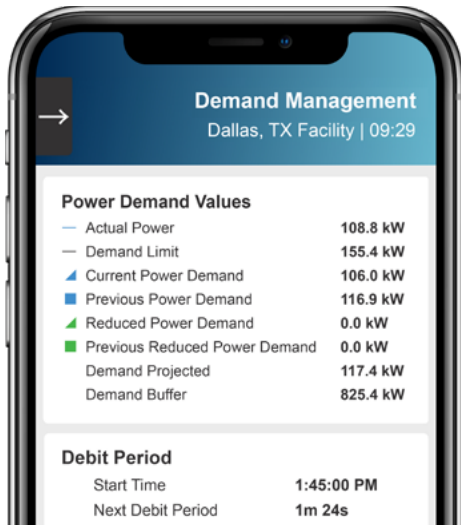 Demand Management
Dallas, TX Facility | 09:29
Power Demand Values
Actual Power 108.8 kW
Demand Limit 155.4 kW
Current Power Demand 106.0 kW
Previous Power Demand 116.9 kW
Reduced Power Demand 0.0 kW
Previous Reduced Power Demand 0.0 kW
Demand Projected 117.4 kW
Demand Buffer 825.4 kW
Debit Period
Start Time 1:45:00 PM
Next Debit Period 1m 24s